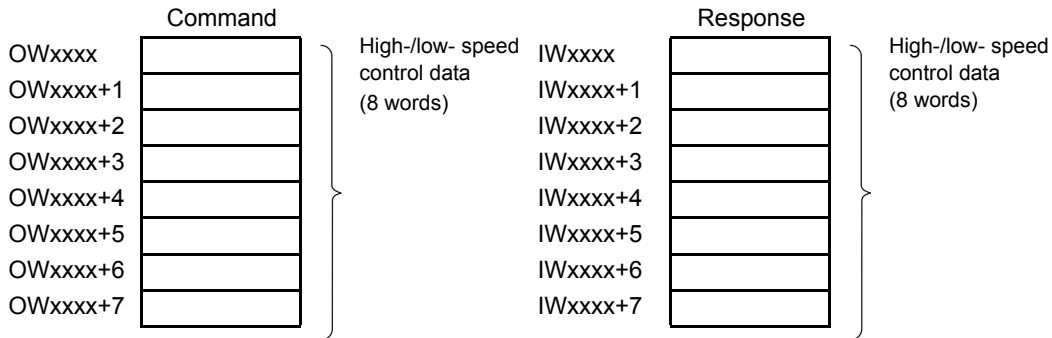 Command
OWxxxx
OWxxxx+1
OWxxxx+2
OWxxxx+3
OWxxxx+4
OWxxxx+5
OWxxxx+6
OWxxxx+7
High-/low- speed
control data
(8 words)
Response
IWxxxx
IWxxxx+1
IWxxxx+2
IWxxxx+3
IWxxxx+4
IWxxxx+5
IWxxxx+6
IWxxxx+7
High-/low- speed
control data
(8 words)